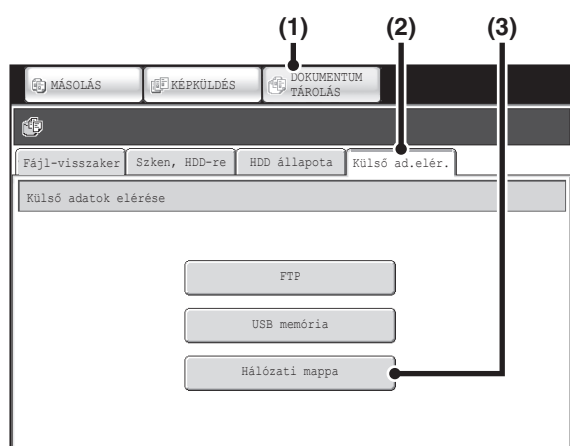 (1) (2) (3)
MÁSOLÁS KÉPKÜLDÉS DOKUMENTUM
TÁROLÁS
Fájl-visszaker Szken, HDD-re HDD állapota Külső ad.elér.
Külső adatok elérése
FTP
USB memória
Hálózati mappa